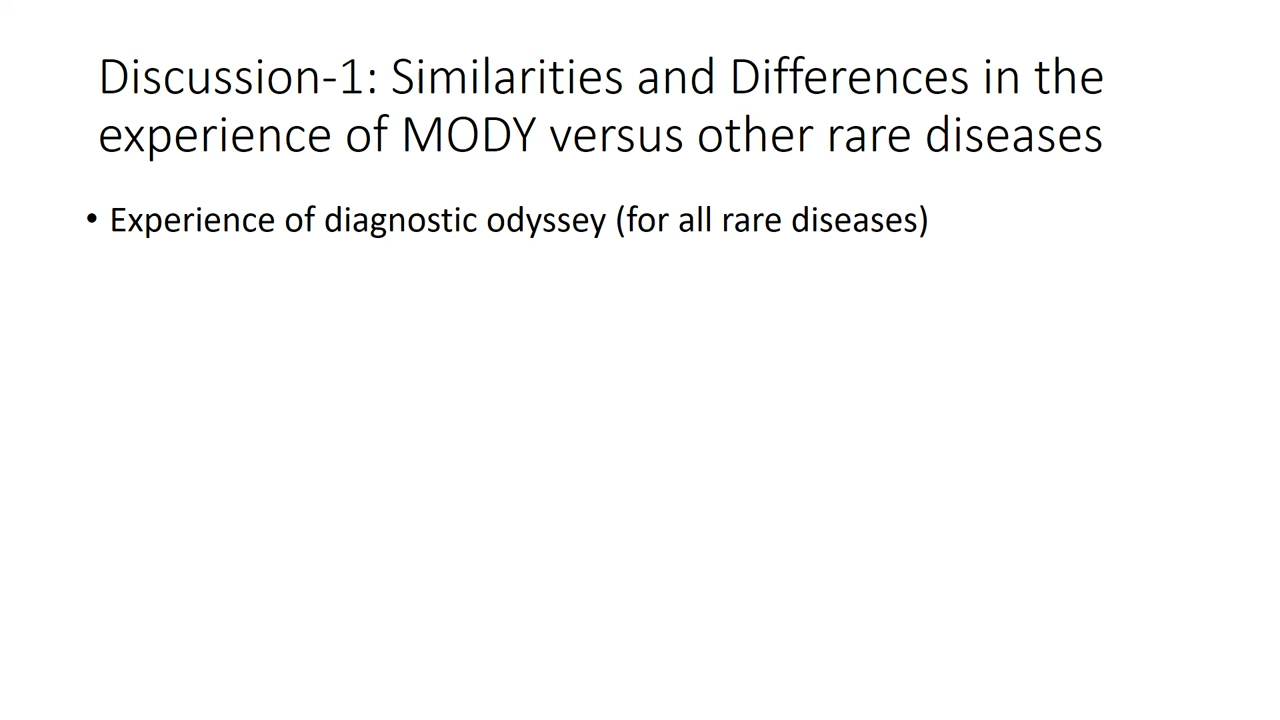 Discussion-1: Similarities and Differences in the
experience of MODY versus other rare diseases
• Experience of diagnostic odyssey (for all rare diseases)